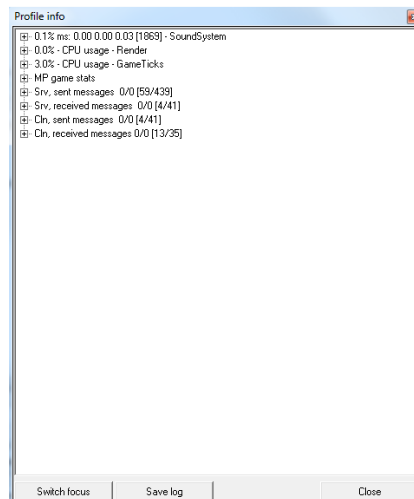 Profile info
0.1% ms: 0.00 0.00 0.03 [1869] - SoundSystem
0.0% - CPU usage - Render
3.0% - CPU usage - GameTicks
MP game stats
Srv, sent messages 0/0 [59/439]
Srv, received messages 0/0 [4/41]
Cln, sent messages 0/0 [4/41]
Cln, received messages 0/0 [13/35]
Switch focus Save log Close